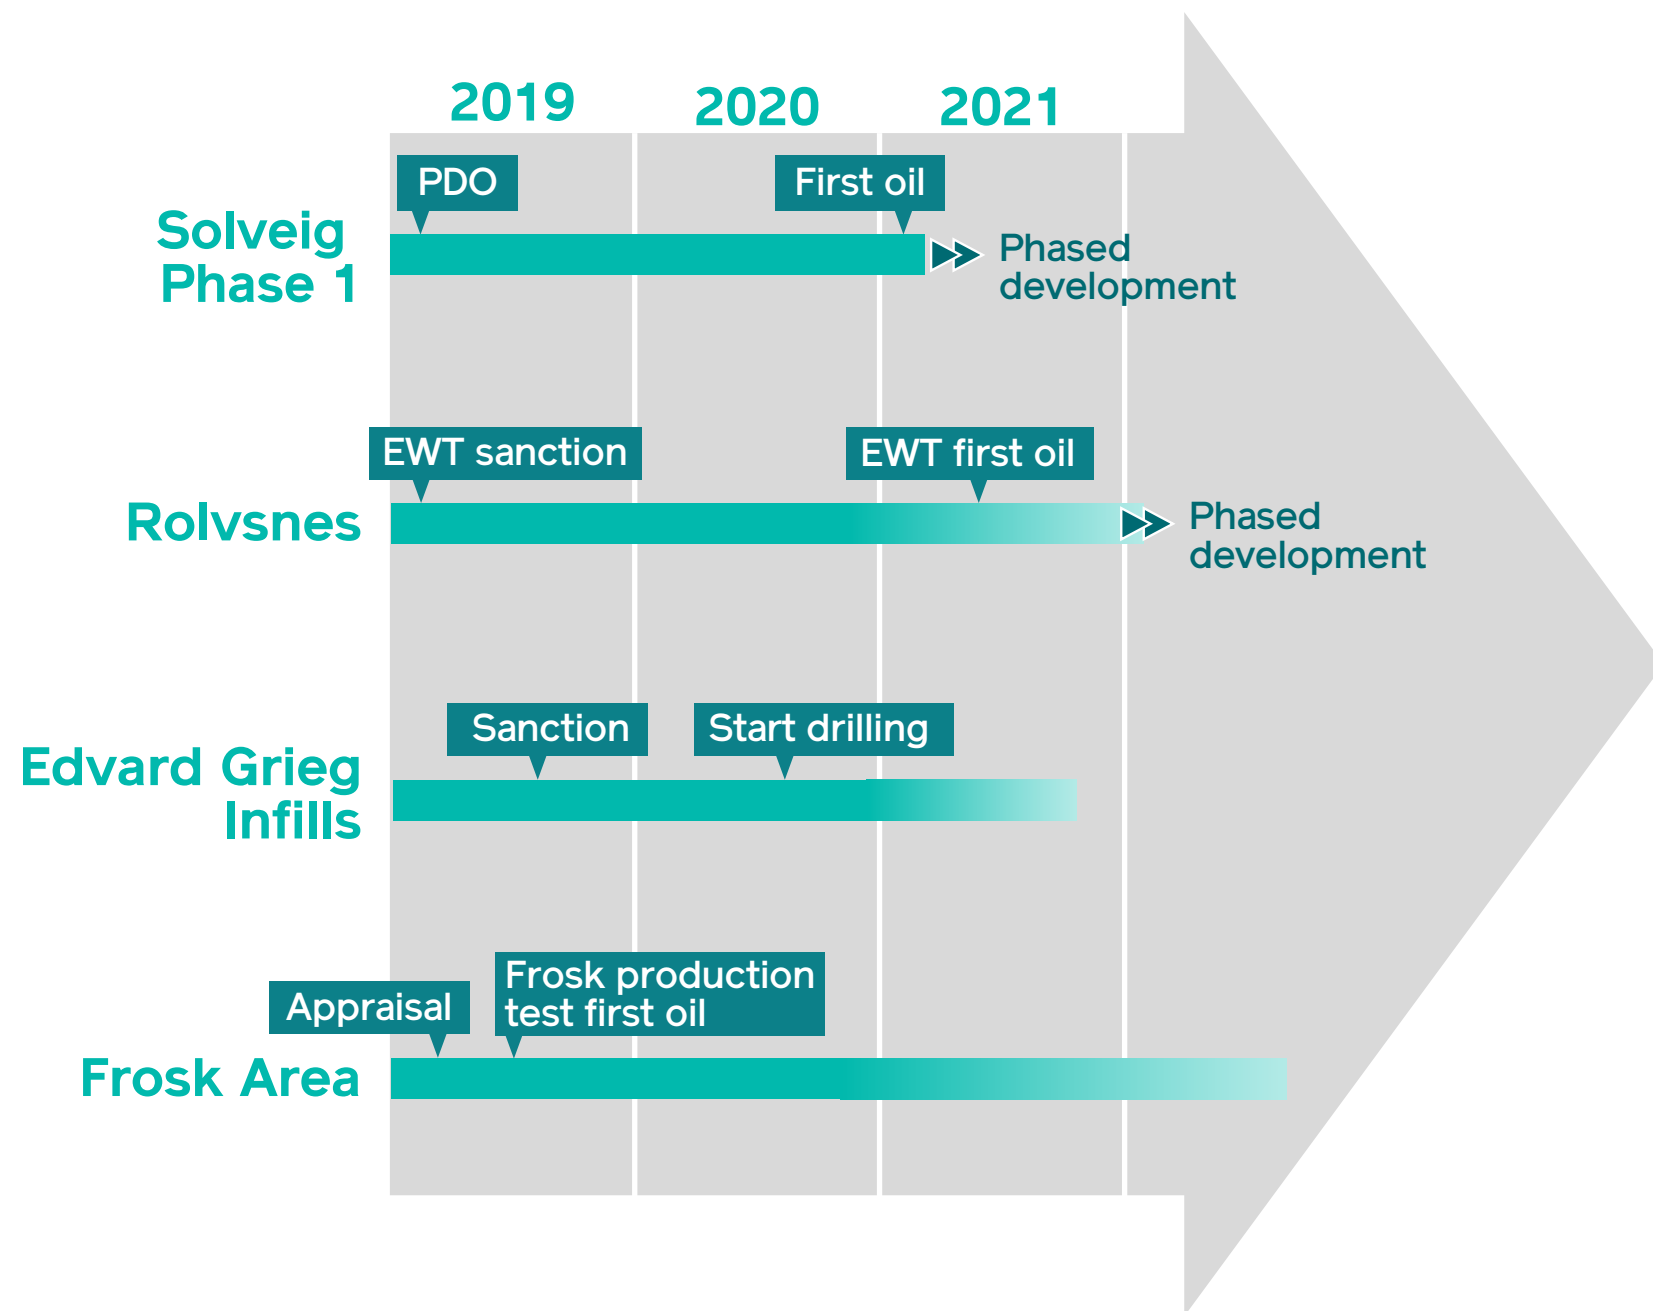 2019
2020
2021
PDO
First oil
Solveig
Phase 1
Phased
development
EWT sanction
EWT first oil
Rolvsnes
Phased
development
Sanction
Start drilling
Edvard Grieg
Infills
Appraisal
Frosk production
test first oil
Frosk Area